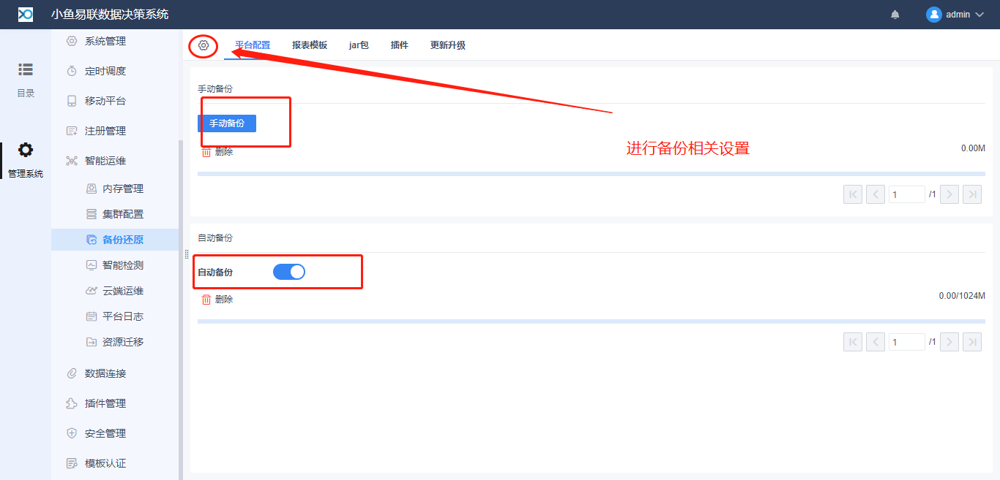 小鱼易联数据决策系统
admin
目录
管理系统
系统管理
定时调度
移动平台
注册管理
智能运维
内存管理
集群配置
备份还原
智能检测
云端运维
平台日志
资源迁移
数据连接
插件管理
安全管理
模板认证
平台配置 报表模板 jar包 插件 更新升级
手动备份
手动备份
删除
进行备份相关设置
0.00M
1 /1
自动备份
自动备份
删除
0.00/1024M
1 /1